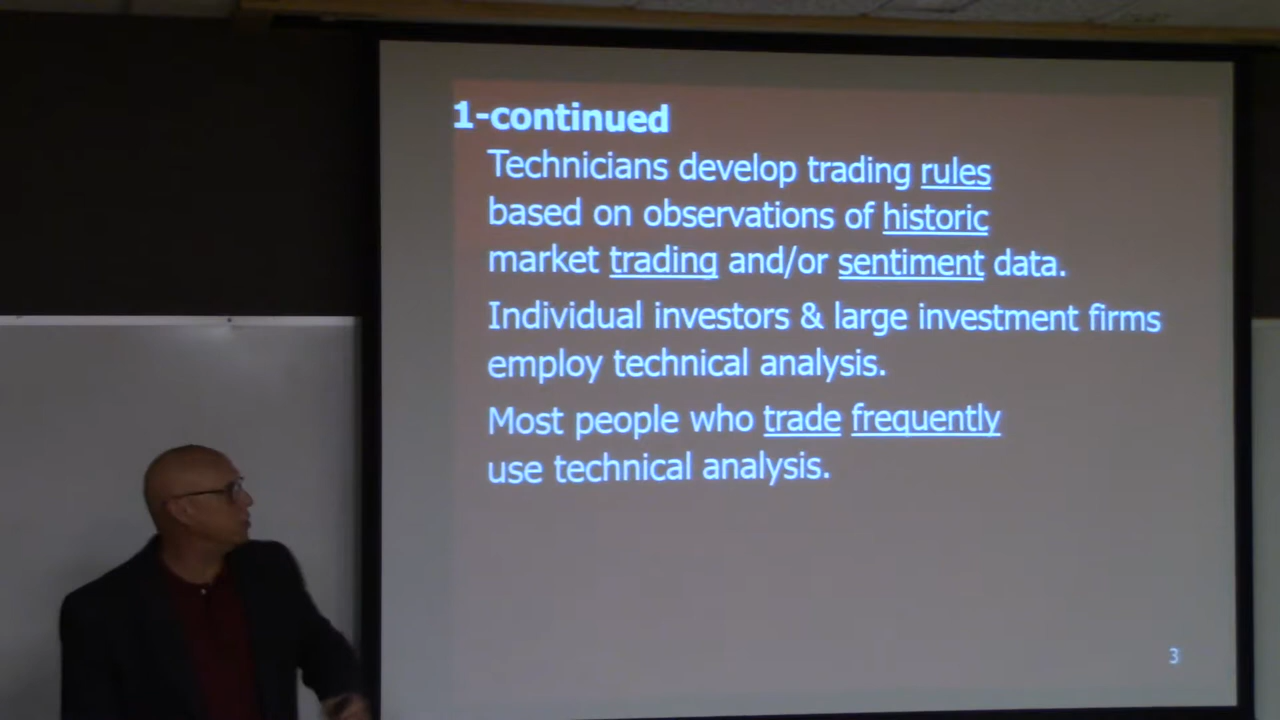 1-continued
Technicians develop trading rules
based on observations of historic
market trading and/or sentiment data.
Individual investors & large investment firms
employ technical analysis.
Most people who trade frequently
use technical analysis.
3